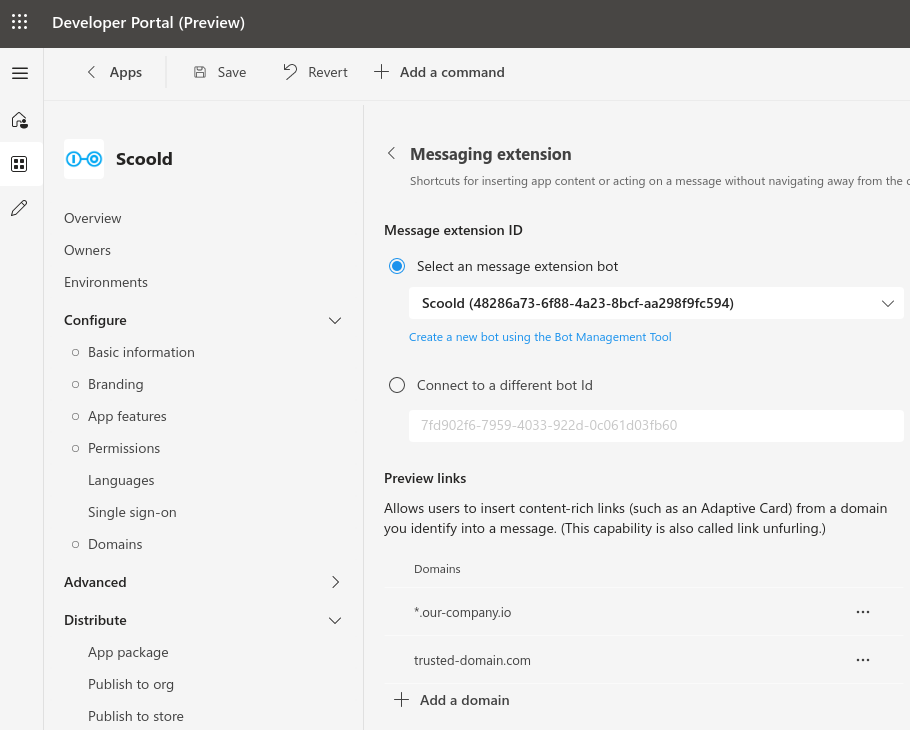 Developer Portal (Preview)
Apps
Save
Revert
Add a command
Scoold
Overview
Owners
Environments
Configure
Basic information
Branding
App features
Permissions
Languages
Single sign-on
Domains
Advanced
Distribute
App package
Publish to org
Publish to store
Messaging extension
Shortcuts for inserting app content or acting on a message without navigating away from the
Message extension ID
Select an message extension bot
Scoold (48286a73-6f88-4a23-8bcf-aa298f9fc594)
Create a new bot using the Bot Management Tool
Connect to a different bot Id
7fd902f6-7959-4033-922d-0c061d03fb60
Preview links
Allows users to insert content-rich links (such as an Adaptive Card) from a domain
you identify into a message. (This capability is also called link unfurling.)
Domains
*.our-company.io
trusted-domain.com
Add a domain